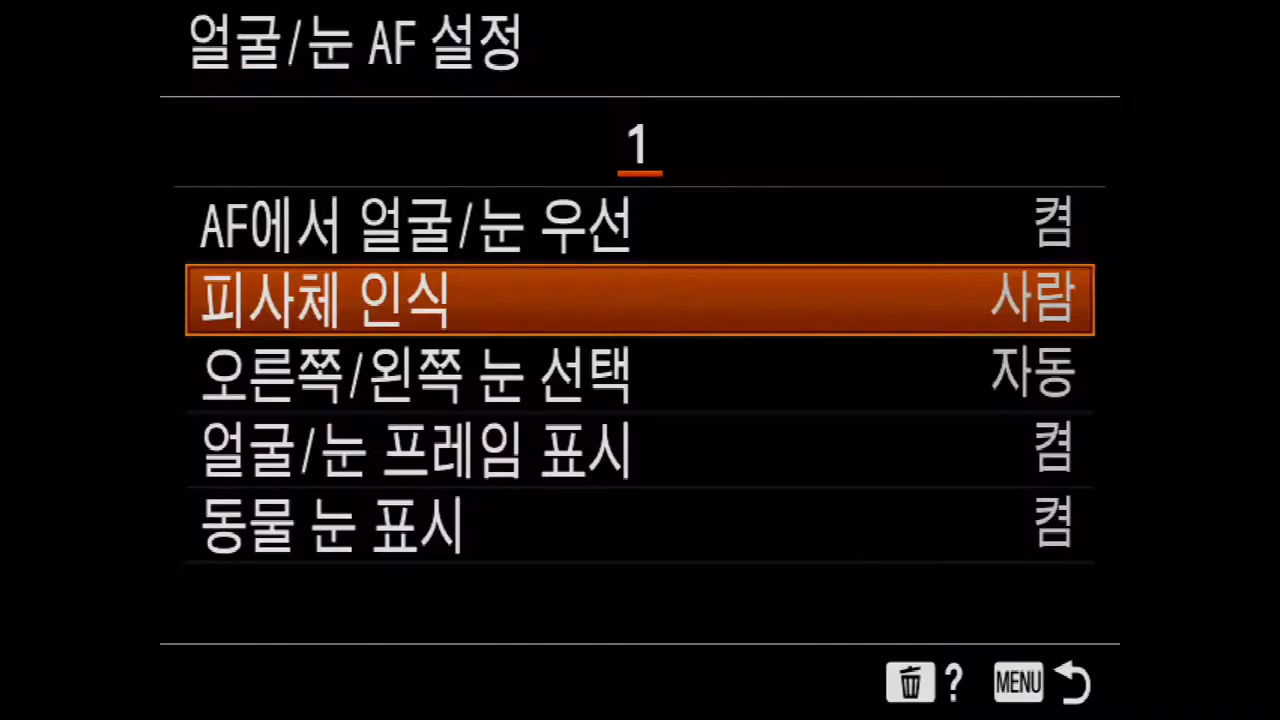 얼굴/눈 AF 설정
1
AF에서 얼굴/눈 우선 켬
피사체 인식 사람
오른쪽/왼쪽 눈 선택 자동
얼굴/눈 프레임 표시 켬
동물 눈 표시 켬
? MENU